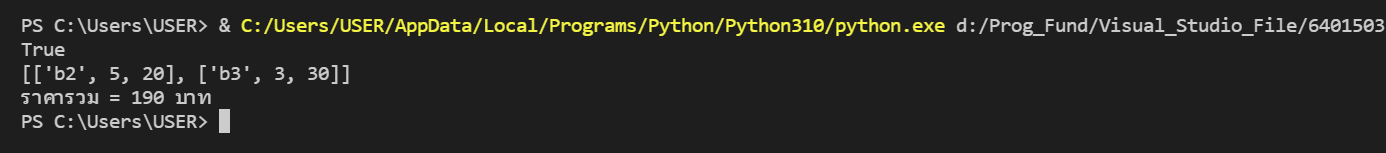 PS C:\Users\USER> & C:/Users/USER/AppData/Local/Programs/Python/Python310/python.exe d:/Prog_Fund/Visual_Studio_File/6401503
True
[['b2', 5, 20], ['b3', 3, 30]]
ราคารวม = 190 บาท
PS C:\Users\USER>